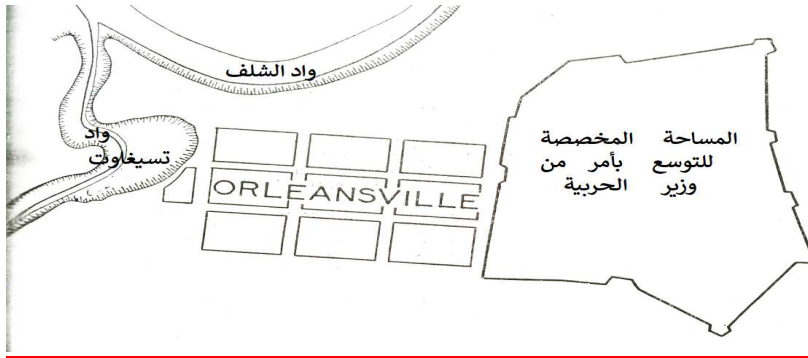 واد الشلف
واد
تسيغاوت
ORLEANSVILLE
المساحة المخصصة
للتوسع بأمر من
وزير الحربية